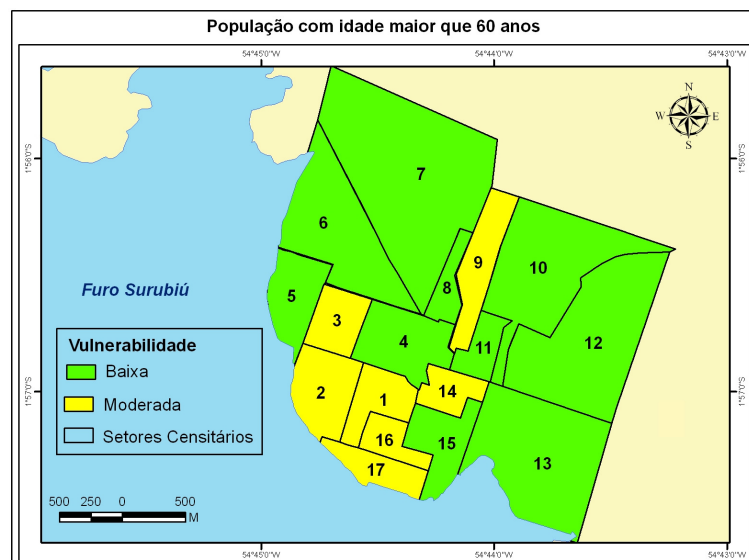 População com idade maior que 60 anos
54°45'0"W
54°44'0"W
54°43'0"W
N
W E
S
1°56'0"S
1°56'0"S
7
6
9
10
8
5
Furo Surubiú
3
4
11
12
Vulnerabilidade
Baixa
Moderada
Setores Censitários
1°57'0"S
1°57'0"S
2
1
14
16
15
17
13
500 250 0 500
M
54°45'0"W
54°44'0"W
54°43'0"W